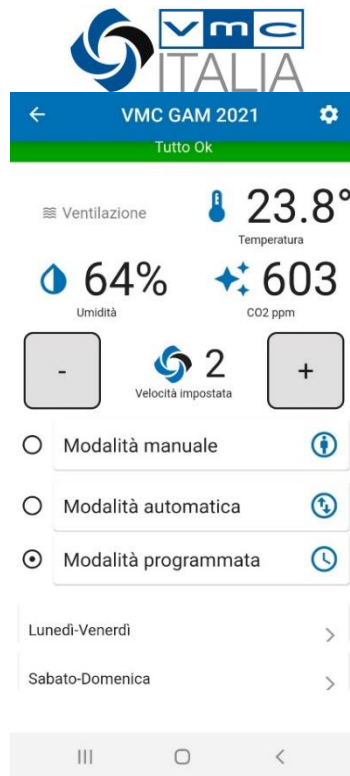 vmc
ITALIA
VMC GAM 2021
Tutto Ok
Ventilazione
23.8°
Temperatura
64%
Umidità
603
CO2 ppm
-
2
+
Velocità impostata
Modalità manuale
Modalità automatica
Modalità programmata
Lunedì-Venerdì
Sabato-Domenica